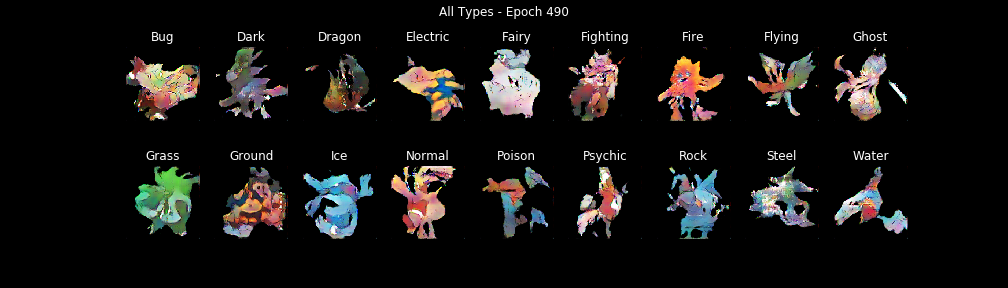 All Types - Epoch 490
Bug Dark Dragon Electric Fairy Fighting Fire Flying Ghost
Grass Ground Ice Normal Poison Psychic Rock Steel Water